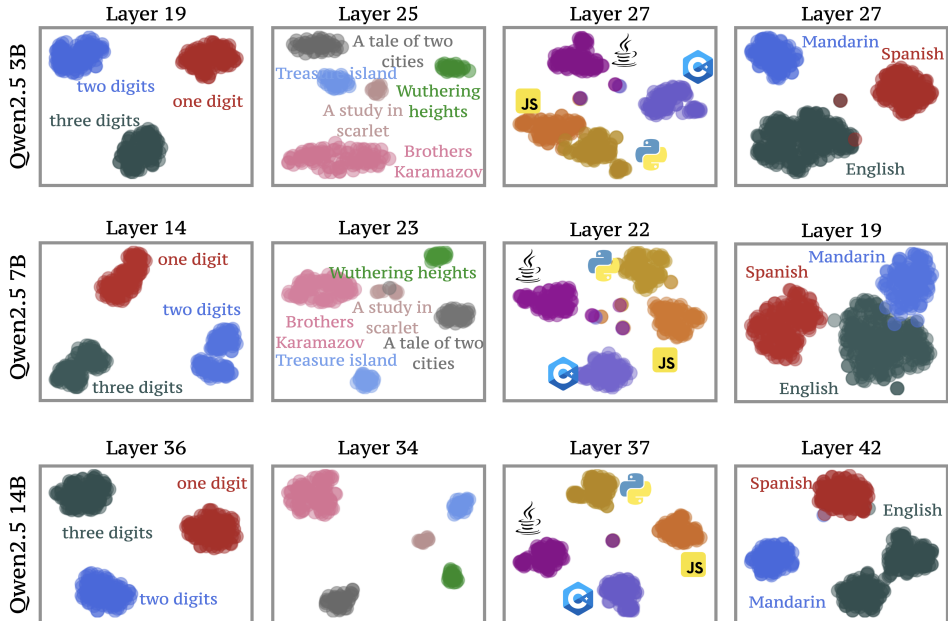 Layer 19
Layer 25
Layer 27
Layer 27
Qwen2.5 3B
two digits
one digit
three digits
A tale of two
cities
Treasure island
Wuthering
heights
A study in
scarlet
Brothers
Karamazov
JS
Mandarin
Spanish
English
Layer 14
Layer 23
Layer 22
Layer 19
Qwen2.5 7B
one digit
two digits
three digits
Wuthering heights
A study in
scarlet
Brothers
Karamazov
A tale of two
cities
Treasure island
JS
Mandarin
Spanish
English
Layer 36
Layer 34
Layer 37
Layer 42
Qwen2.5 14B
one digit
three digits
two digits
JS
Spanish
English
Mandarin